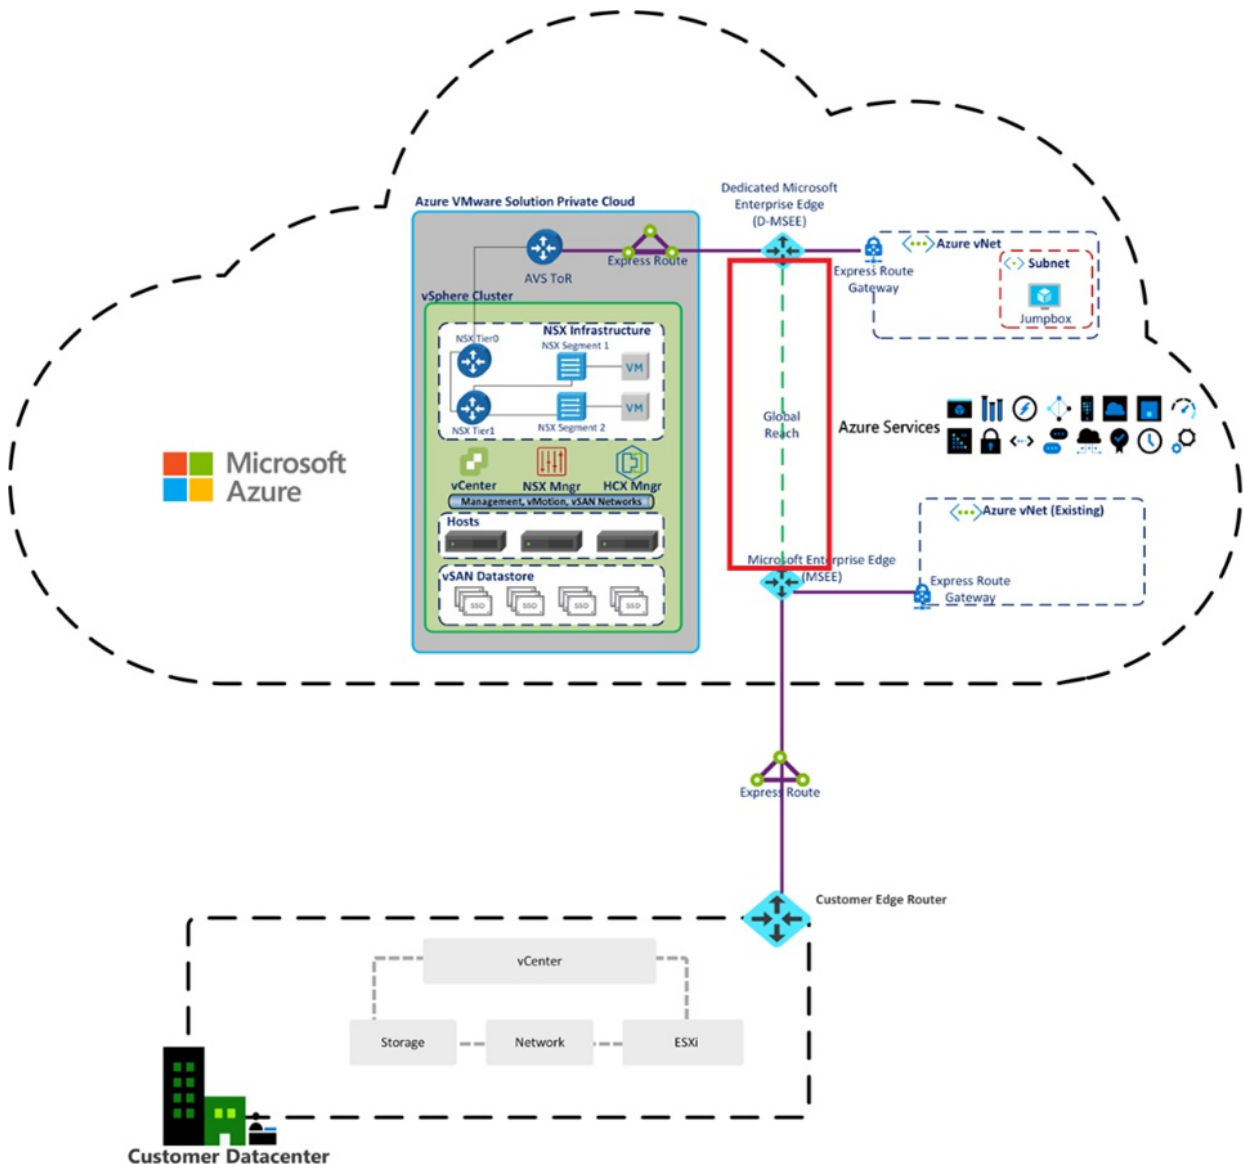 Azure VMware Solution Private Cloud
Dedicated Microsoft
Enterprise Edge
(D-MSEE)
AVS ToR
Express Route
Express Route
Gateway
Azure vNet
Subnet
Jumpbox
vSphere Cluster
NSX Infrastructure
NSX Tier0
NSX Segment 1
VM
NSX Tier1
NSX Segment 2
VM
vCenter
NSX Mngr
HCX Mngr
Management, vMotion, vSAN Networks
Hosts
vSAN Datastore
SSD
SSD
SSD
SSD
Global
Reach
Azure Services
Microsoft
Azure
Azure vNet (Existing)
Microsoft Enterprise Edge
(MSEE)
Express Route
Gateway
Express Route
Customer Edge Router
vCenter
Storage
Network
ESXi
Customer Datacenter